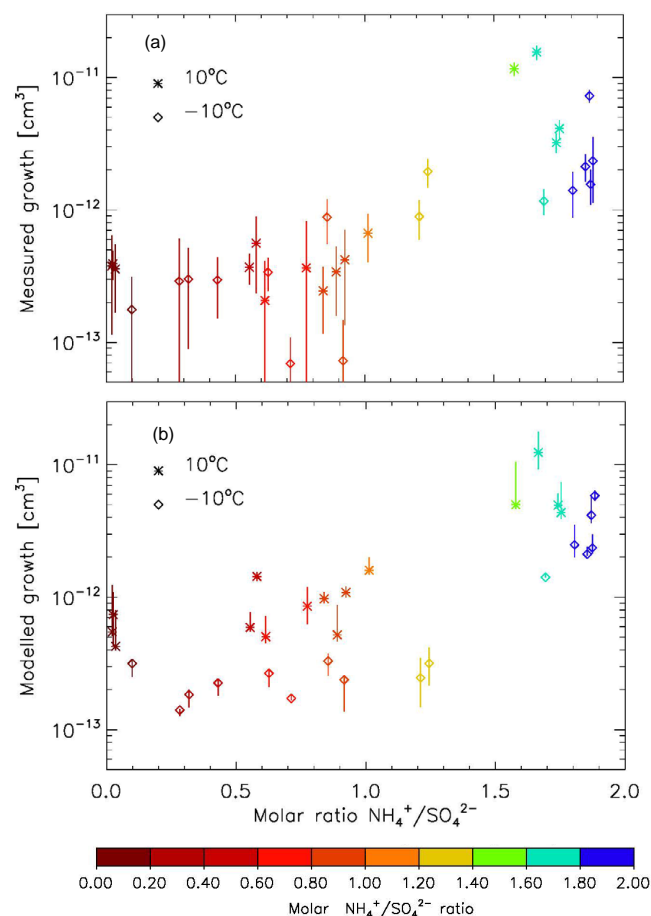 (a)
10°C
−10°C
10⁻¹¹
10⁻¹²
10⁻¹³
Measured growth [cm³]
(b)
10°C
−10°C
10⁻¹¹
10⁻¹²
10⁻¹³
Modelled growth [cm³]
0.0 0.5 1.0 1.5 2.0
Molar ratio NH₄⁺/SO₄²⁻
0.00 0.20 0.40 0.60 0.80 1.00 1.20 1.40 1.60 1.80 2.00
Molar NH₄⁺/SO₄²⁻ ratio